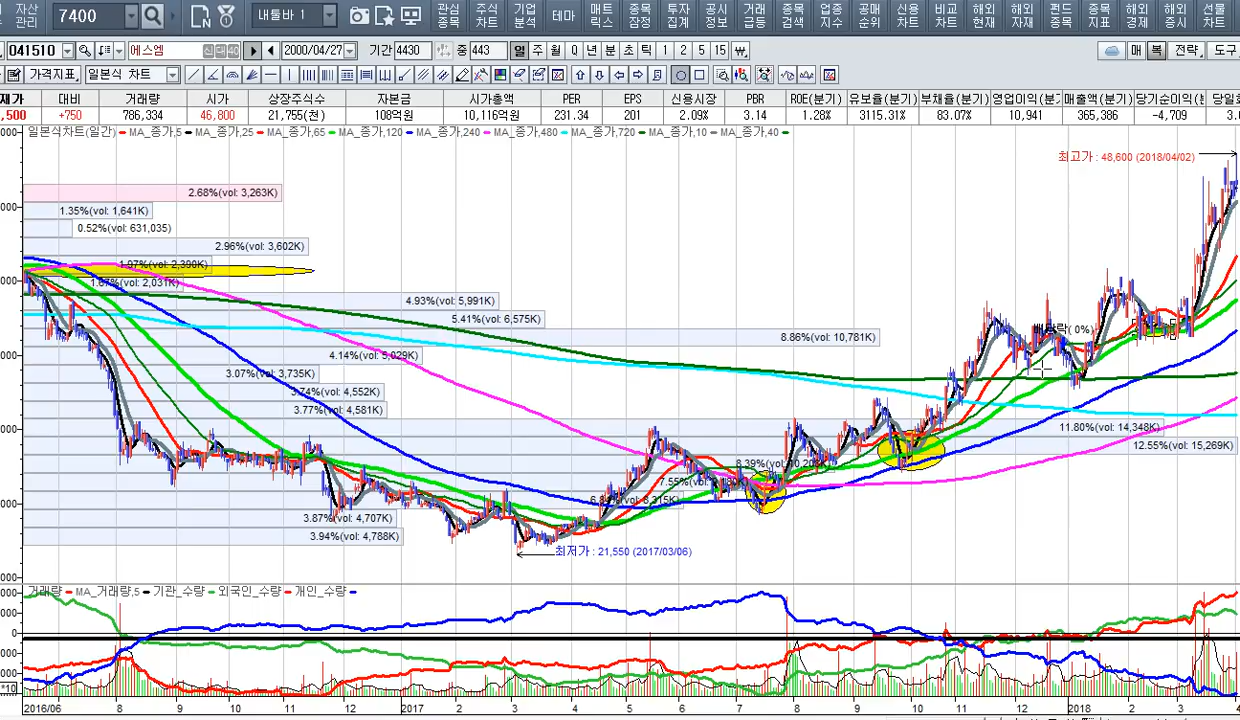 자산 관리 7400 내툴바 1 관심 종목 주식 차트 기업 분석 테마 매트 릭스 종목 잠정 투자 집계 공시 정보 거래 급등 종목 검색 업종 지수 공매 순위 신용 차트 비교 차트 해외 현재 해외 자재 펀드 종목 종목 지표 해외 경제 해외 증시 선물 차트
041510 에스엠 신 대 40 2000/04/27 기간 4430 중 443 일 주 월 Q 년 분 초 틱 1 2 3 5 15 매 복 전략 도구
가격지표 일본식 차트
재가 대비 거래량 시가 상장주식수 자본금 시가총액 PER EPS 신용시장 PBR ROE(분기) 유보율(분기) 부채율(분기) 영업이익(분기 매출액(분기) 당기순이익(분 당일회
,500 +750 786,334 46,800 21,755(천) 108억원 10,116억원 231.34 201 2.09% 3.14 1.28% 3115.31% 83.07% 10,941 365,386 -4,709
일본식차트(일간) MA_종가,5 MA_종가,25 MA_종가,65 MA_종가,120 MA_종가,240 MA_종가,480 MA_종가,720 MA_종가,10 MA_종가,40
최고가 : 48,600 (2018/04/02)
2.68%(vol: 3,263K)
1.35%(vol: 1,641K)
0.52%(vol: 631,035)
2.96%(vol: 3,602K)
1.97%(vol: 2,390K)
1.67%(vol: 2,031K)
4.93%(vol: 5,991K)
5.41%(vol: 6,575K)
배당락( 0%)
8.86%(vol: 10,781K)
4.14%(vol: 5,029K)
3.07%(vol: 3,735K)
3.74%(vol: 4,552K)
3.77%(vol: 4,581K)
11.80%(vol: 14,348K)
12.55%(vol: 15,269K)
3.87%(vol: 4,707K)
3.94%(vol: 4,788K)
최저가 : 21,550 (2017/03/06)
거래량 MA_거래량,5 기관_수량 외국인_수량 개인_수량
*10
2016/06 8 9 10 11 12 2017 2 3 4 5 6 7 8 9 10 11 12 2018 2 3 4